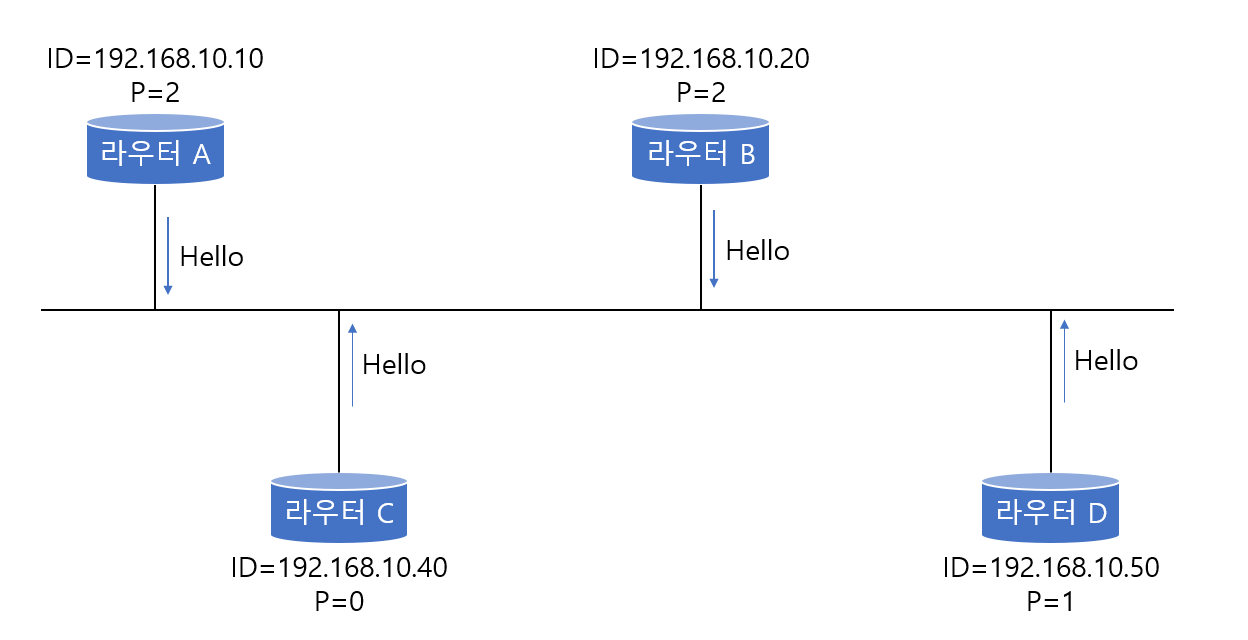 ID=192.168.10.10
P=2
라우터 A
ID=192.168.10.20
P=2
라우터 B
Hello
Hello
Hello
Hello
라우터 C
ID=192.168.10.40
P=0
라우터 D
ID=192.168.10.50
P=1